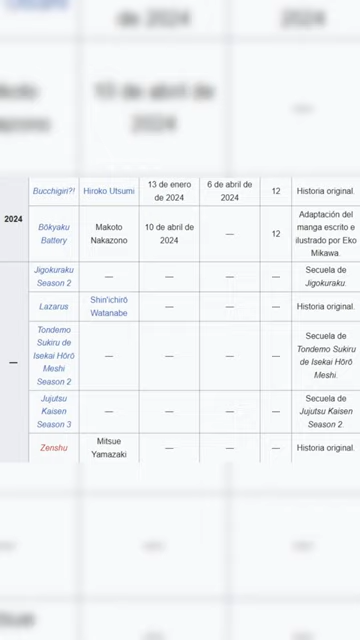 de 2024
2024
10 de abril de
2024
—
2024
Bucchigiri?!
Hiroko Utsumi
13 de enero
de 2024
6 de abril de
2024
12
Historia original.
Bōkyaku
Battery
Makoto
Nakazono
10 de abril de
2024
—
12
Adaptación del
manga escrito e
ilustrado por Eko
Mikawa.
—
Jigokuraku
Season 2
—
—
—
—
Secuela de
Jigokuraku.
Lazarus
Shin'ichirō
Watanabe
—
—
—
Historia original.
Tondemo
Sukiru de
Isekai Hōrō
Meshi
Season 2
—
—
—
—
Secuela de
Tondemo Sukiru
de Isekai Hōrō
Meshi.
Jujutsu
Kaisen
Season 3
—
—
—
—
Secuela de
Jujutsu Kaisen
Season 2.
Zenshu
Mitsue
Yamazaki
—
—
—
Historia original.